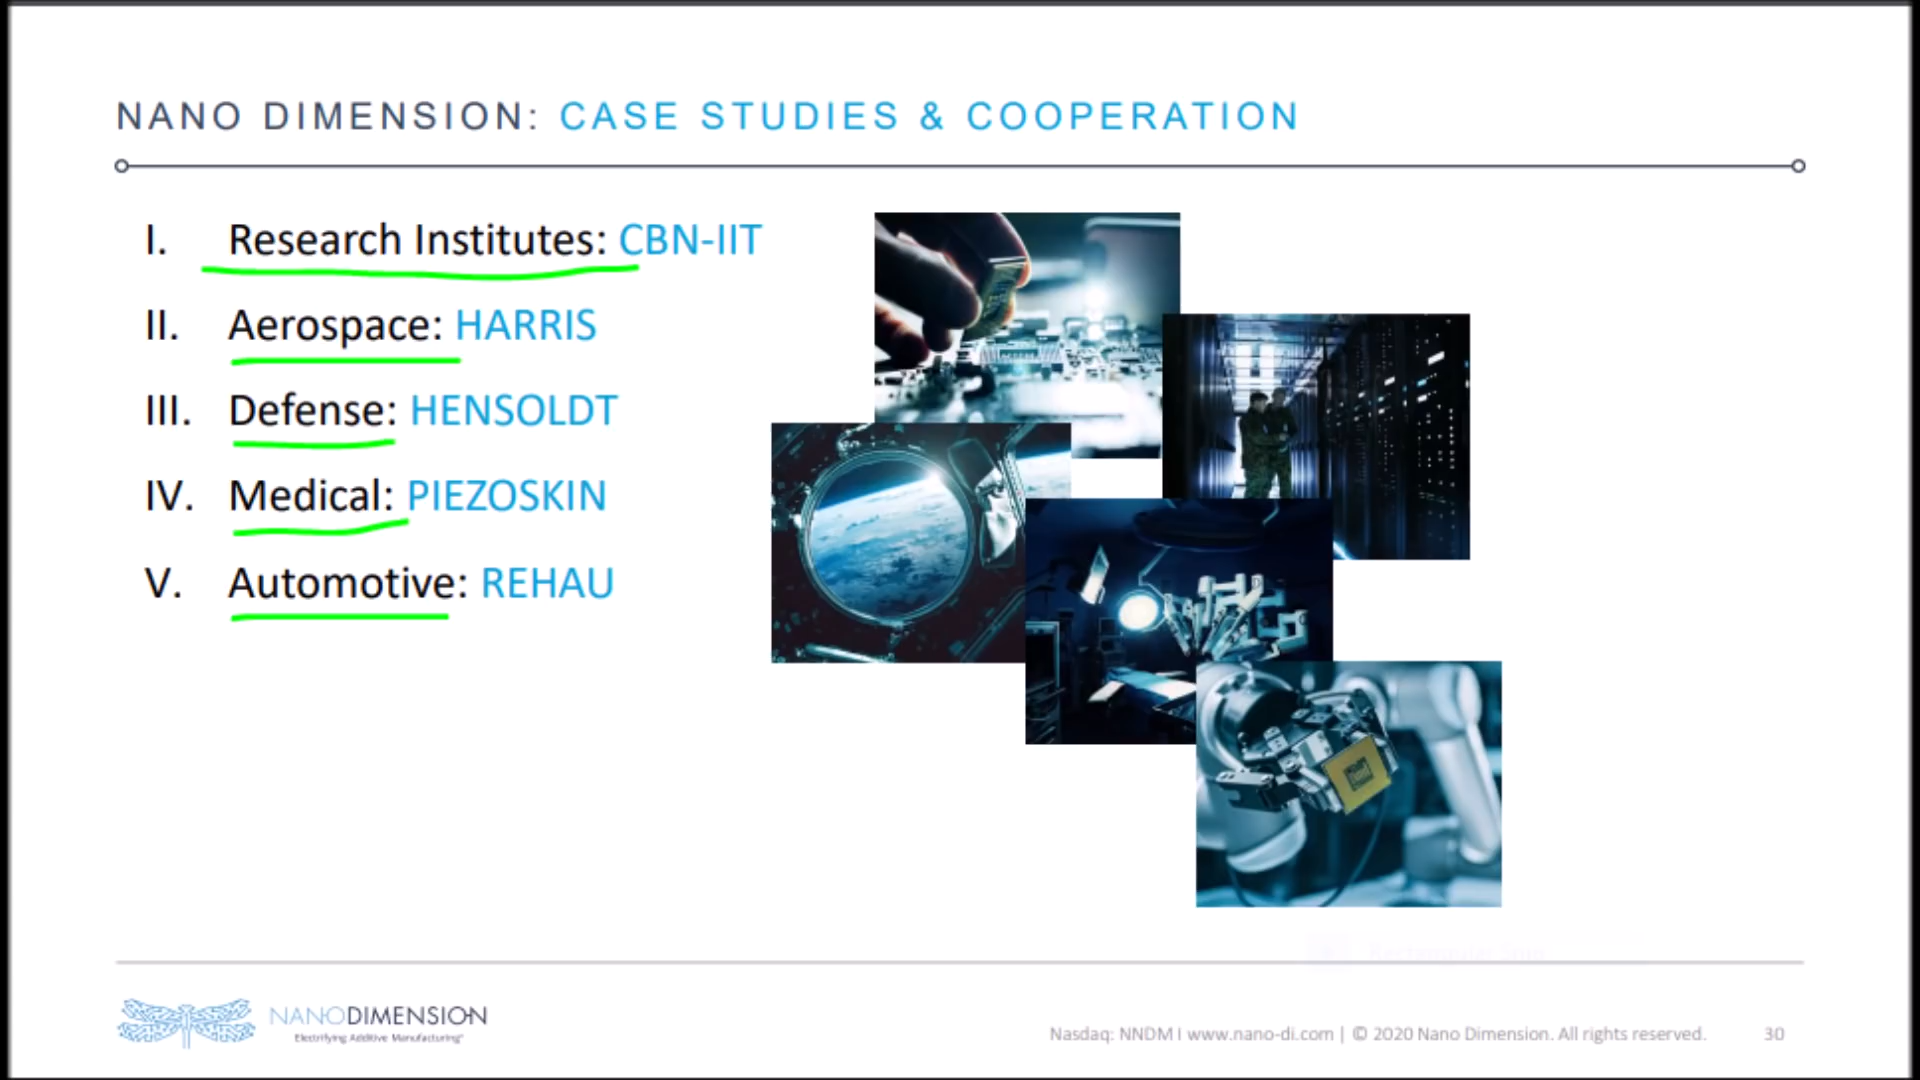 NANO DIMENSION: CASE STUDIES & COOPERATION
I. Research Institutes: CBN-IIT
II. Aerospace: HARRIS
III. Defense: HENSOLDT
IV. Medical: PIEZOSKIN
V. Automotive: REHAU
NANODIMENSION
Electrifying Additive Manufacturing®
Nasdaq: NNDM I www.nano-di.com | © 2020 Nano Dimension. All rights reserved. 30